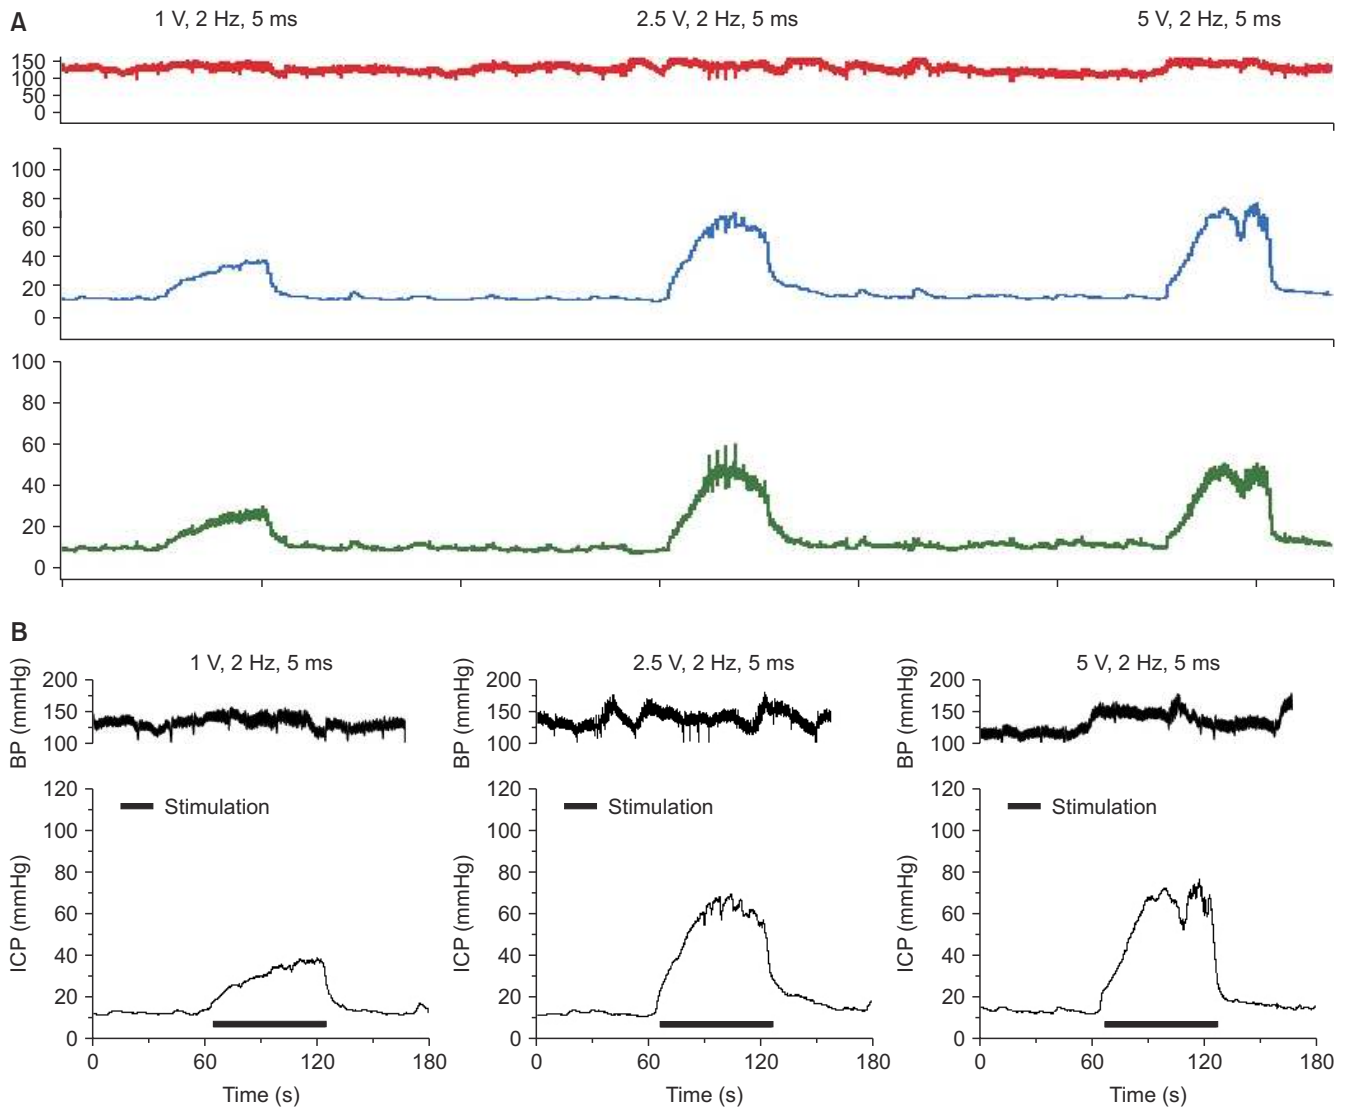 A
1 V, 2 Hz, 5 ms 2.5 V, 2 Hz, 5 ms 5 V, 2 Hz, 5 ms
150
100
50
0
100
80
60
40
20
0
100
80
60
40
20
0
B
1 V, 2 Hz, 5 ms 2.5 V, 2 Hz, 5 ms 5 V, 2 Hz, 5 ms
BP (mmHg) BP (mmHg) BP (mmHg)
200 200 200
150 150 150
100 100 100
ICP (mmHg) ICP (mmHg) ICP (mmHg)
120 120 120
Stimulation Stimulation Stimulation
100 100 100
80 80 80
60 60 60
40 40 40
20 20 20
0 0 0
0 60 120 180 0 60 120 180 0 60 120 180
Time (s) Time (s) Time (s)